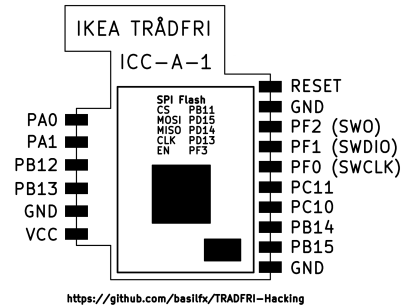 IKEA TRÅDFRI
ICC-A-1
SPI Flash
CS PB11
MOSI PD15
MISO PD14
CLK PD13
EN PF3
PA0
PA1
PB12
PB13
GND
VCC
RESET
GND
PF2 (SWO)
PF1 (SWDIO)
PF0 (SWCLK)
PC11
PC10
PB14
PB15
GND
https://github.com/basilfx/TRADFRI-Hacking